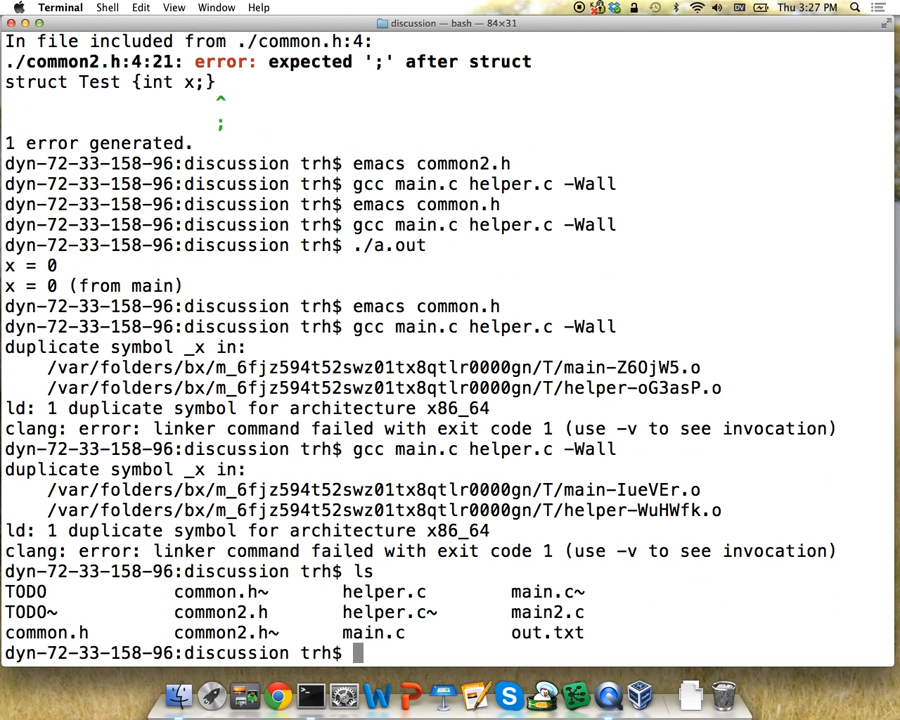 Terminal Shell Edit View Window Help Thu 3:27 PM
discussion — bash — 84×31
In file included from ./common.h:4:
./common2.h:4:21: error: expected ';' after struct
struct Test {int x;}
^
;
1 error generated.
dyn-72-33-158-96:discussion trh$ emacs common2.h
dyn-72-33-158-96:discussion trh$ gcc main.c helper.c -Wall
dyn-72-33-158-96:discussion trh$ emacs common.h
dyn-72-33-158-96:discussion trh$ gcc main.c helper.c -Wall
dyn-72-33-158-96:discussion trh$ ./a.out
x = 0
x = 0 (from main)
dyn-72-33-158-96:discussion trh$ emacs common.h
dyn-72-33-158-96:discussion trh$ gcc main.c helper.c -Wall
duplicate symbol _x in:
/var/folders/bx/m_6fjz594t52swz01tx8qtlr0000gn/T/main-Z6OjW5.o
/var/folders/bx/m_6fjz594t52swz01tx8qtlr0000gn/T/helper-oG3asP.o
ld: 1 duplicate symbol for architecture x86_64
clang: error: linker command failed with exit code 1 (use -v to see invocation)
dyn-72-33-158-96:discussion trh$ gcc main.c helper.c -Wall
duplicate symbol _x in:
/var/folders/bx/m_6fjz594t52swz01tx8qtlr0000gn/T/main-IueVEr.o
/var/folders/bx/m_6fjz594t52swz01tx8qtlr0000gn/T/helper-WuHWfk.o
ld: 1 duplicate symbol for architecture x86_64
clang: error: linker command failed with exit code 1 (use -v to see invocation)
dyn-72-33-158-96:discussion trh$ ls
TODO common.h~ helper.c main.c~
TODO~ common2.h helper.c~ main2.c
common.h common2.h~ main.c out.txt
dyn-72-33-158-96:discussion trh$